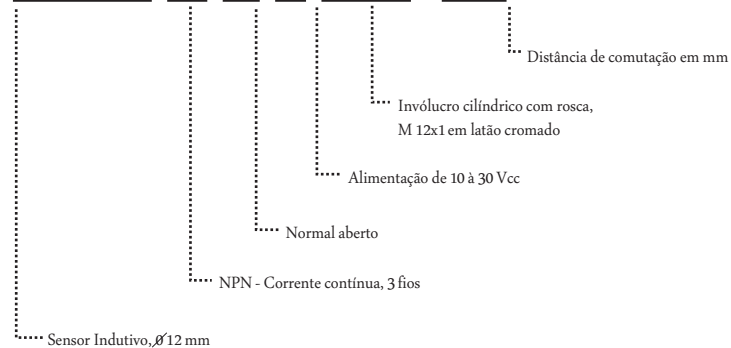 Distância de comutação em mm
Invólucro cilíndrico com rosca,
M 12x1 em latão cromado
Alimentação de 10 à 30 Vcc
Normal aberto
NPN - Corrente contínua, 3 fios
Sensor Indutivo, Ø 12 mm